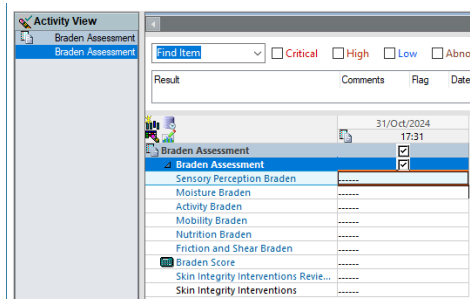 Activity View
Braden Assessment
Braden Assessment
Find Item Critical High Low Abno
Result Comments Flag Date
31/Oct/2024
17:31
Braden Assessment
Braden Assessment
Sensory Perception Braden ------
Moisture Braden ------
Activity Braden ------
Mobility Braden ------
Nutrition Braden ------
Friction and Shear Braden ------
Braden Score ------
Skin Integrity Interventions Revie... ------
Skin Integrity Interventions ------